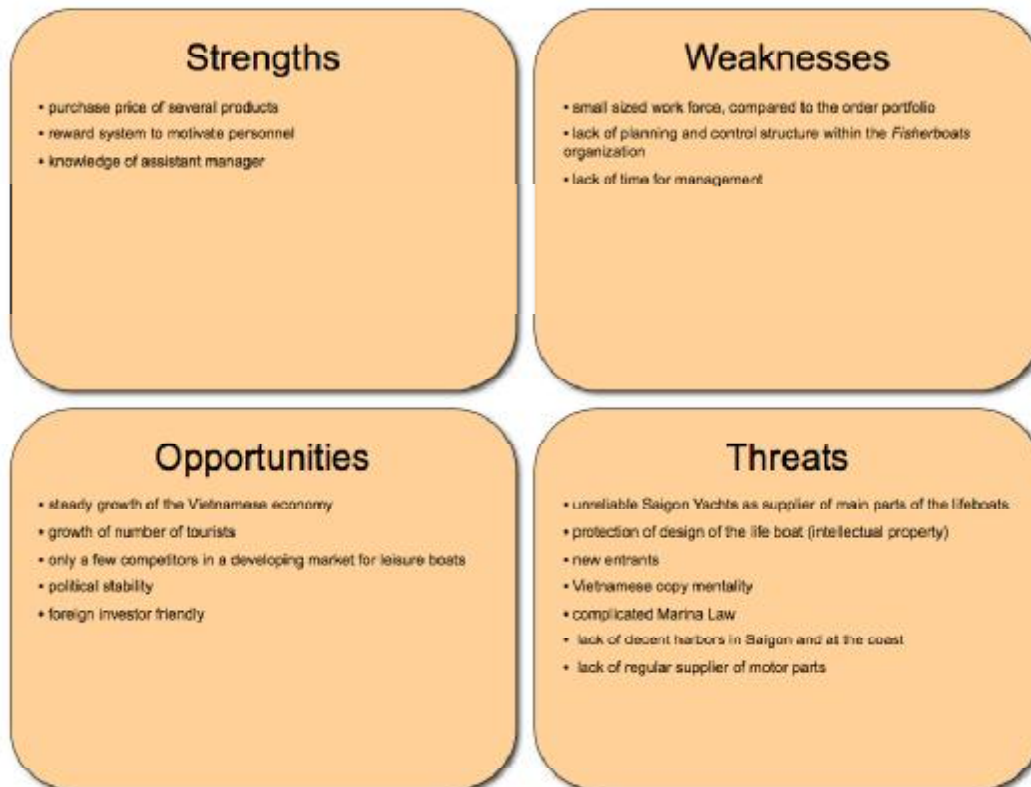 Strengths
• purchase price of several products
• reward system to motivate personnel
• knowledge of assistant manager
Weaknesses
• small sized work force, compared to the order portfolio
• lack of planning and control structure within the Fisherboats
organization
• lack of time for management
Opportunities
• steady growth of the Vietnamese economy
• growth of number of tourists
• only a few competitors in a developing market for leisure boats
• political stability
• foreign investor friendly
Threats
• unreliable Saigon Yachts as supplier of main parts of the lifeboats
• protection of design of the life boat (intellectual property)
• new entrants
• Vietnamese copy mentality
• complicated Marina Law
• lack of decent harbors in Saigon and at the coast
• lack of regular supplier of motor parts